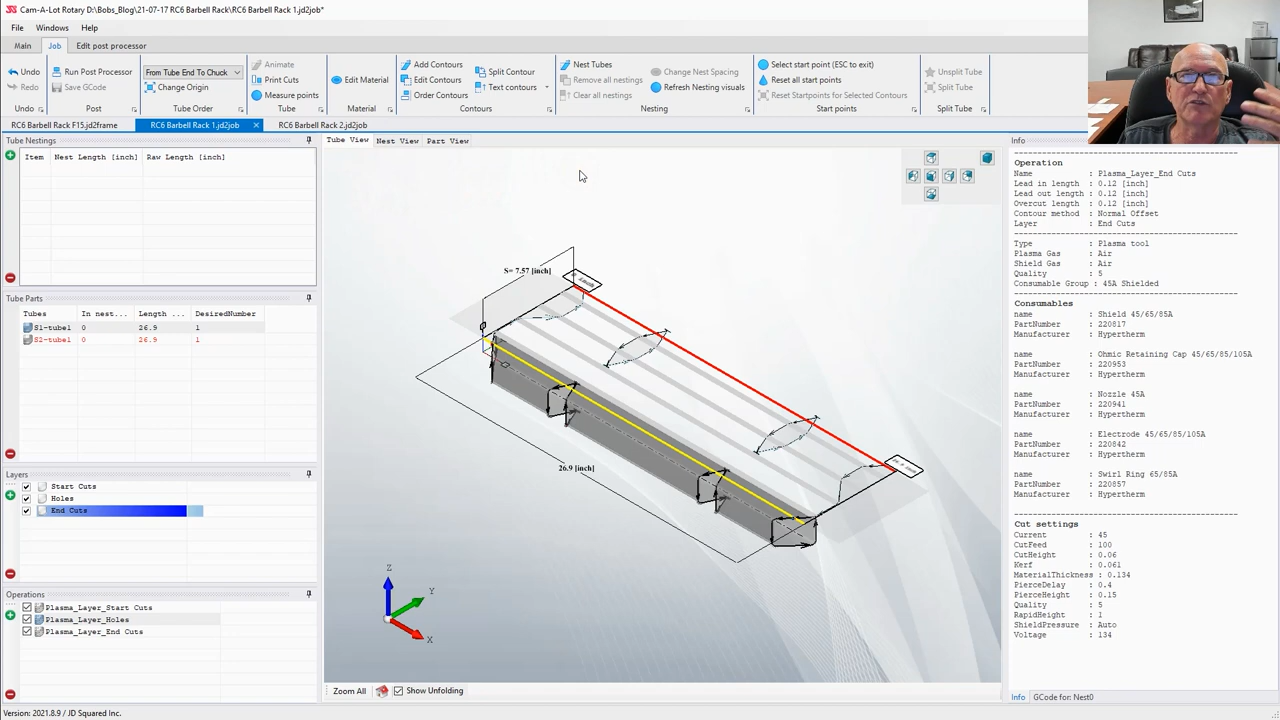 Cam-A-Lot Rotary D:\Bobs_Blog\21-07-17 RC6 Barbell Rack\RC6 Barbell Rack 1.jd2job*
File Windows Help
Main Job Edit post processor
Undo
Redo
Undo
Run Post Processor
Save GCode
Post
From Tube End To Chuck
Change Origin
Tube Order
Animate
Print Cuts
Measure points
Tube
Edit Material
Material
Add Contours
Edit Contours
Order Contours
Split Contour
Text contours
Contours
Nest Tubes
Remove all nestings
Clear all nestings
Change Nest Spacing
Refresh Nesting visuals
Nesting
Select start point (ESC to exit)
Reset all start points
Reset Startpoints for Selected Contours
Start points
Unsplit Tube
Split Tube
Split Tube
RC6 Barbell Rack F15.jd2frame RC6 Barbell Rack 1.jd2job RC6 Barbell Rack 2.jd2job
Tube Nestings
Item Nest Length [inch] Raw Length [inch]
Tube Parts
Tubes In nest... Length ... DesiredNumber
S1-tube1 0 26.9 1
S2-tube1 0 26.9 1
Layers
Start Cuts
Holes
End Cuts
Operations
Plasma_Layer_Start Cuts
Plasma_Layer_Holes
Plasma_Layer_End Cuts
Tube View Nest View Part View
S= 7.57 [inch]
26.9 [inch]
Z
Y
X
Zoom All Show Unfolding
Info
Operation
Name : Plasma_Layer_End Cuts
Lead in length : 0.12 [inch]
Lead out length : 0.12 [inch]
Overcut length : 0.12 [inch]
Contour method : Normal Offset
Layer : End Cuts
Type : Plasma tool
Plasma Gas : Air
Shield Gas : Air
Quality : 5
Consumable Group : 45A Shielded
Consumables
name : Shield 45/65/85A
PartNumber : 220817
Manufacturer : Hypertherm
name : Ohmic Retaining Cap 45/65/85/105A
PartNumber : 220953
Manufacturer : Hypertherm
name : Nozzle 45A
PartNumber : 220941
Manufacturer : Hypertherm
name : Electrode 45/65/85/105A
PartNumber : 220842
Manufacturer : Hypertherm
name : Swirl Ring 65/85A
PartNumber : 220857
Manufacturer : Hypertherm
Cut settings
Current : 45
CutFeed : 100
CutHeight : 0.06
Kerf : 0.061
MaterialThickness : 0.134
PierceDelay : 0.4
PierceHeight : 0.15
Quality : 5
RapidHeight : 1
ShieldPressure : Auto
Voltage : 134
Info GCode for: Nest0
Version: 2021.8.9 / JD Squared Inc.